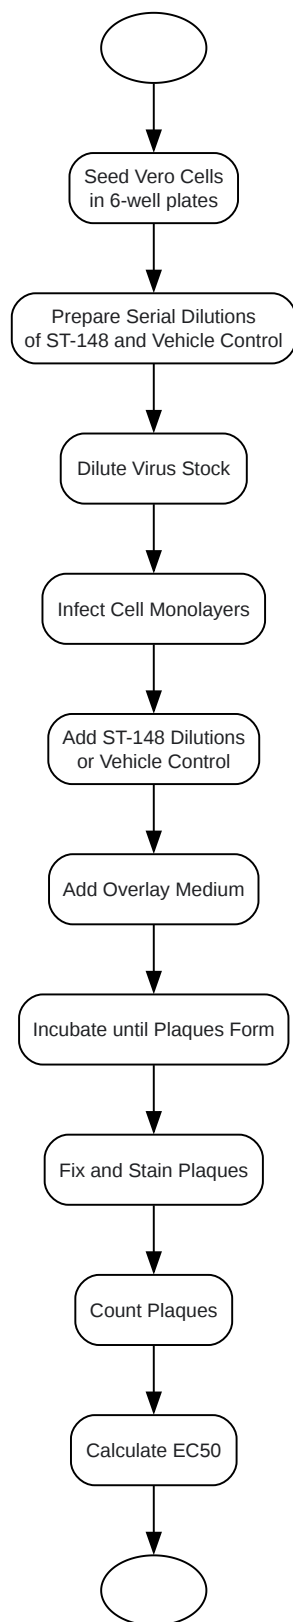 Seed Vero Cells
in 6-well plates
Prepare Serial Dilutions
of ST-148 and Vehicle Control
Dilute Virus Stock
Infect Cell Monolayers
Add ST-148 Dilutions
or Vehicle Control
Add Overlay Medium
Incubate until Plaques Form
Fix and Stain Plaques
Count Plaques
Calculate EC50